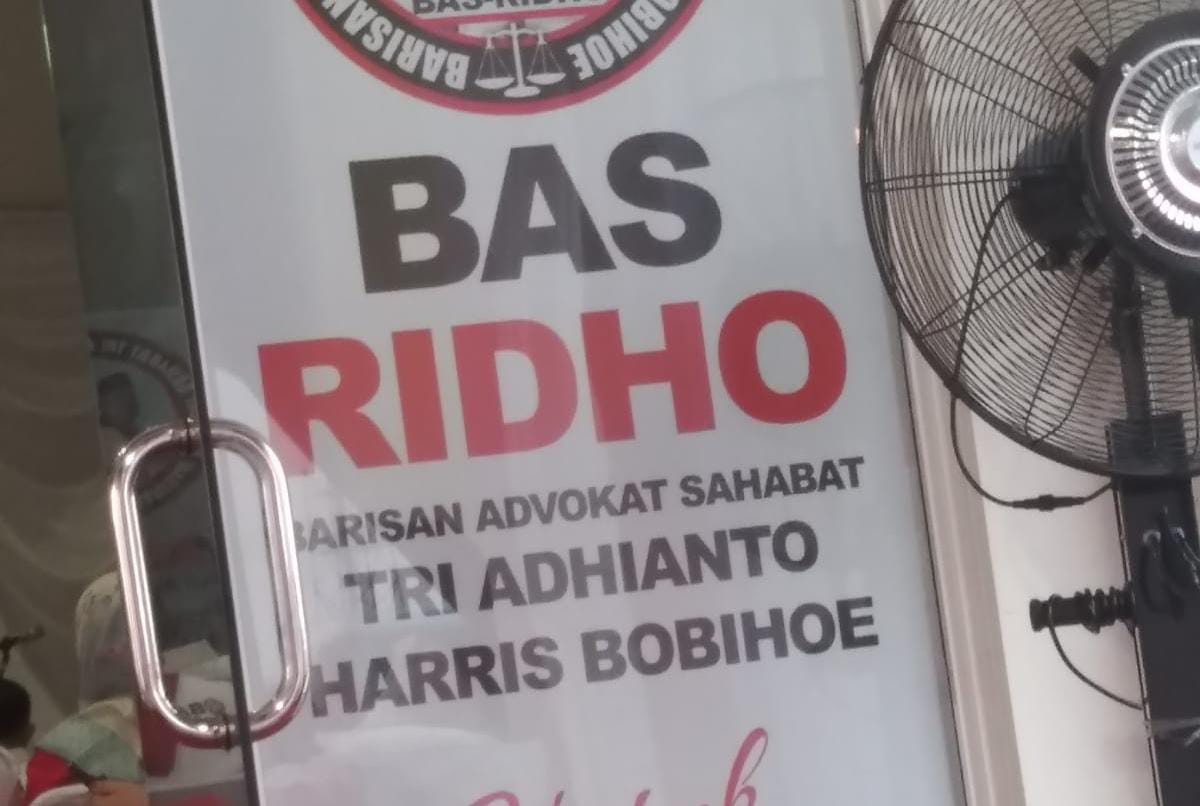 BAS-RIDHO
BARISAN
BOBIHOE
BAS
RIDHO
BARISAN ADVOKAT SAHABAT
TRI ADHIANTO
HARRIS BOBIHOE